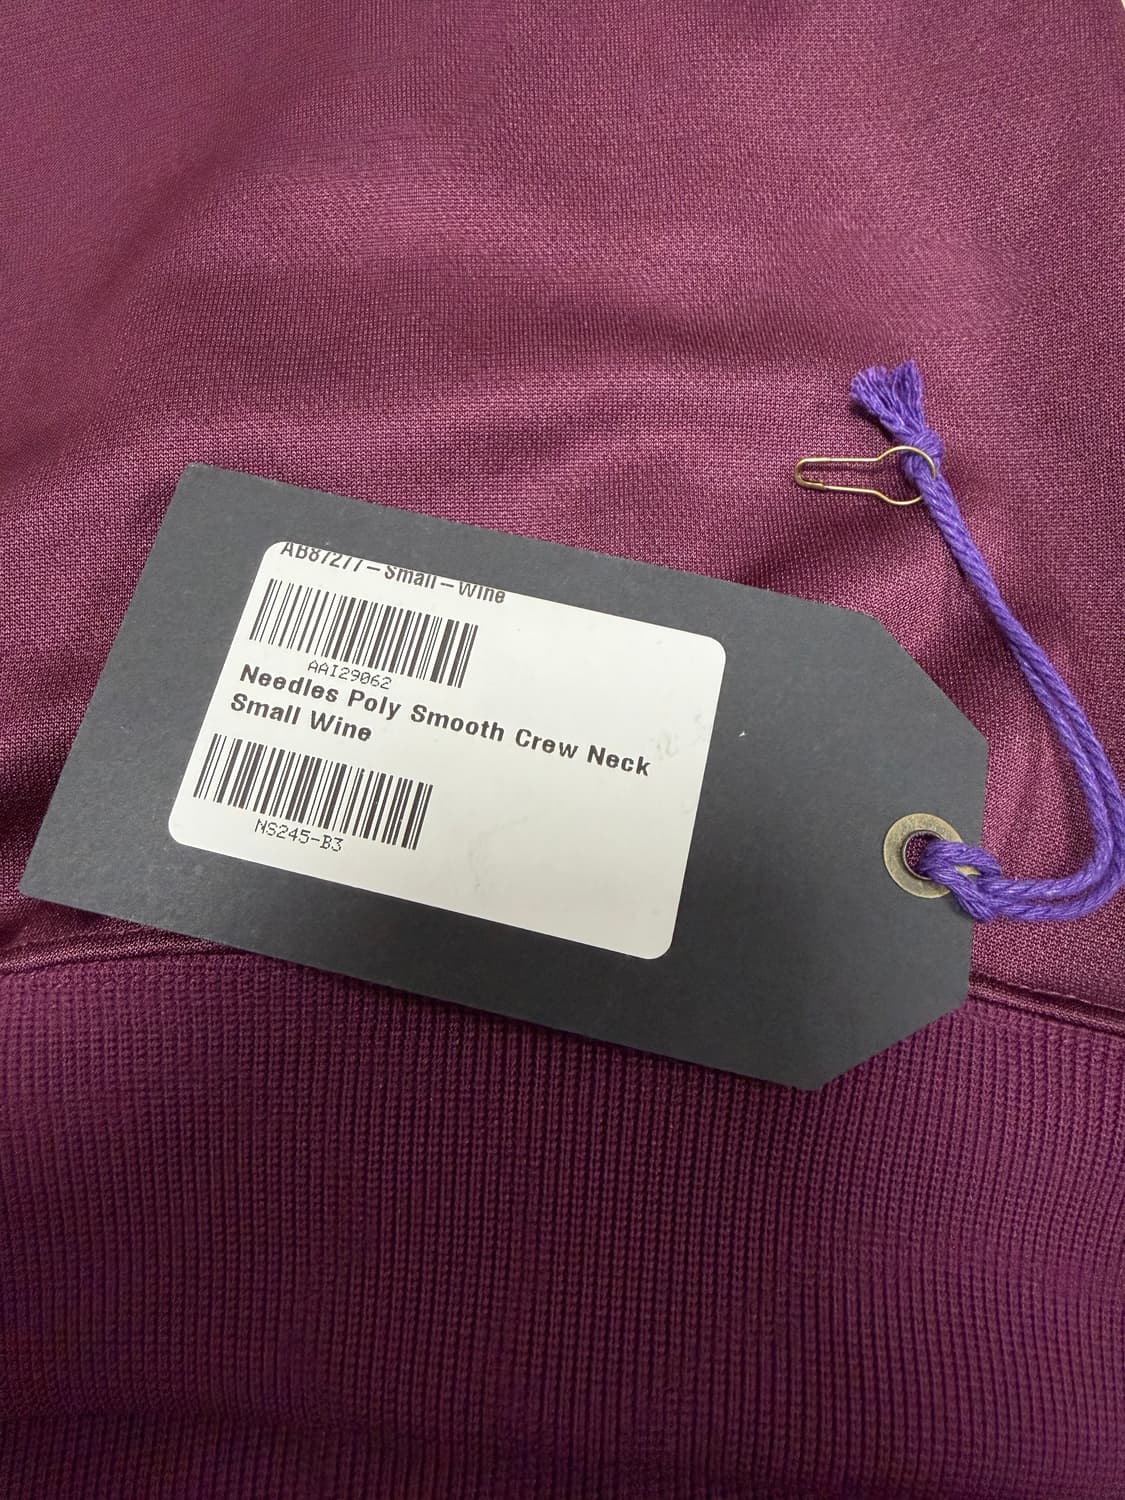 AB87277-Small-Wine
AAI29062
Needles Poly Smooth Crew Neck
Small Wine
NS245-B3